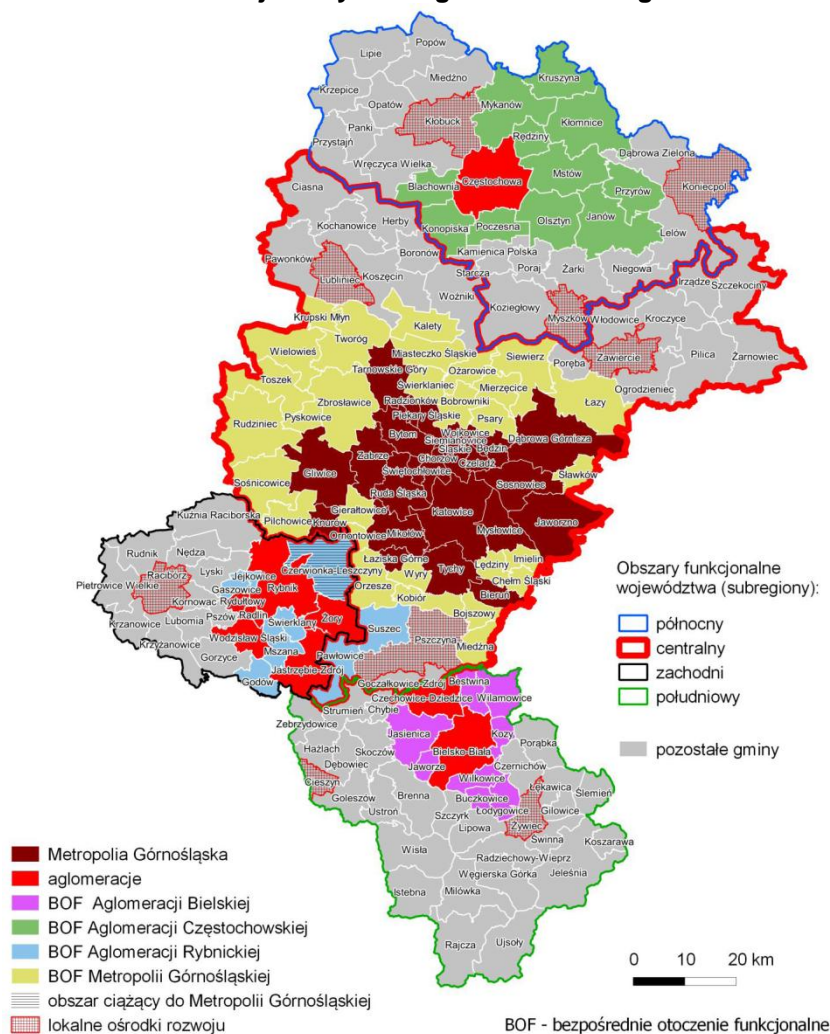 Popów
Lipie
Miedźno
Kruszyna
Krzepice
Opatów
Mykanów
Kłobuck
Kłomnice
Panki
Rędziny
Przystajń
Dąbrowa Zielona
Wręczyca Wielka
Częstochowa
Mstów
Koniecpol
Ciasna
Blachownia
Przyrów
Kochanowice
Herby
Konopiska
Poczesna
Olsztyn
Janów
Lelów
Pawonków
Boronów
Kamienica Polska
Lubliniec
Koszęcin
Starcza
Poraj
Żarki
Niegowa
Irządze
Szczekociny
Woźniki
Koziegłowy
Myszków
Włodowice
Kroczyce
Krupski Młyn
Kalety
Zawiercie
Pilica
Żarnowiec
Tworóg
Miasteczko Śląskie
Siewierz
Poręba
Wielowieś
Tarnowskie Góry
Ożarowice
Ogrodzieniec
Toszek
Świerklaniec
Mierzęcice
Łazy
Zbrosławice
Radzionków
Bobrowniki
Rudziniec
Pyskowice
Piekary Śląskie
Psary
Wojkowice
Bytom
Siemianowice
Śląskie
Będzin
Dąbrowa Górnicza
Zabrze
Chorzów
Czeladź
Gliwice
Świętochłowice
Sławków
Sośnicowice
Ruda Śląska
Sosnowiec
Gierałtowice
Katowice
Kuźnia Raciborska
Pilchowice
Knurów
Mysłowice
Jaworzno
Ornontowice
Mikołów
Rudnik
Nędza
Czerwionka-Leszczyny
Łaziska Górne
Imielin
Raciborz
Lyski
Jejkowice
Rybnik
Wyry
Tychy
Lędziny
Chełm Śląski
Pietrowice Wielkie
Gaszowice
Orzesze
Kornowac
Rydułtowy
Kobiór
Bieruń
Krzanowice
Lubomia
Pszów
Radlin
Świerklany
Żory
Suszec
Bojszowy
Krzyżanowice
Wodzisław Śląski
Pszczyna
Mszana
Pawłowice
Miedźna
Gorzyce
Jastrzębie-Zdrój
Godów
Goczałkowice-Zdrój
Bestwina
Strumień
Czechowice-Dziedzice
Wilamowice
Zebrzydowice
Chybie
Hażlach
Jasienica
Kozy
Skoczów
Bielsko-Biała
Porąbka
Dębowiec
Jaworze
Czernichów
Cieszyn
Wilkowice
Łękawica
Ślemień
Goleszów
Brenna
Buczkowice
Gilowice
Ustroń
Szczyrk
Łodygowice
Żywiec
Lipowa
Świnna
Koszarawa
Wisła
Radziechowy-Wieprz
Węgierska Górka
Jeleśnia
Istebna
Milówka
Rajcza
Ujsoły
Obszary funkcjonalne
województwa (subregiony):
północny
centralny
zachodni
południowy
pozostałe gminy
Metropolia Górnośląska
aglomeracje
BOF Aglomeracji Bielskiej
BOF Aglomeracji Częstochowskiej
BOF Aglomeracji Rybnickiej
BOF Metropolii Górnośląskiej
obszar ciążący do Metropolii Górnośląskiej
lokalne ośrodki rozwoju
0 10 20 km
BOF - bezpośrednie otoczenie funkcjonalne